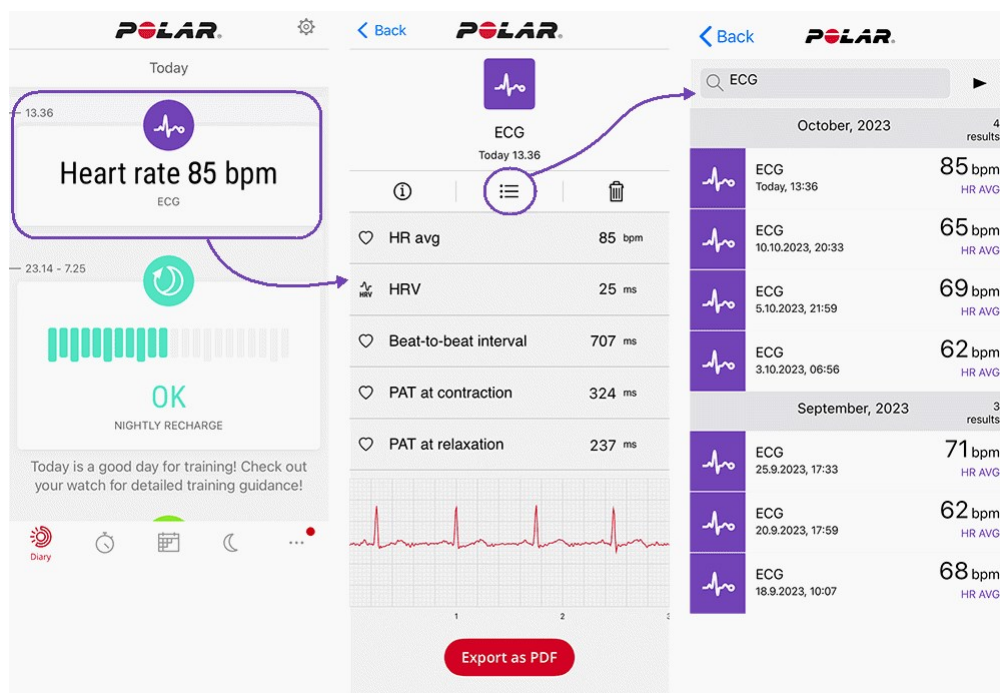 POLAR.
Today
13.36
Heart rate 85 bpm
ECG
23.14 - 7.25
OK
NIGHTLY RECHARGE
Today is a good day for training! Check out
your watch for detailed training guidance!
Diary
Back
POLAR.
ECG
Today 13.36
HR avg 85 bpm
HRV HRV 25 ms
Beat-to-beat interval 707 ms
PAT at contraction 324 ms
PAT at relaxation 237 ms
1 2 3
Export as PDF
Back
POLAR.
ECG
October, 2023 4
results
ECG 85 bpm
Today, 13:36 HR AVG
ECG 65 bpm
10.10.2023, 20:33 HR AVG
ECG 69 bpm
5.10.2023, 21:59 HR AVG
ECG 62 bpm
3.10.2023, 06:56 HR AVG
September, 2023 3
results
ECG 71 bpm
25.9.2023, 17:33 HR AVG
ECG 62 bpm
20.9.2023, 17:59 HR AVG
ECG 68 bpm
18.9.2023, 10:07 HR AVG